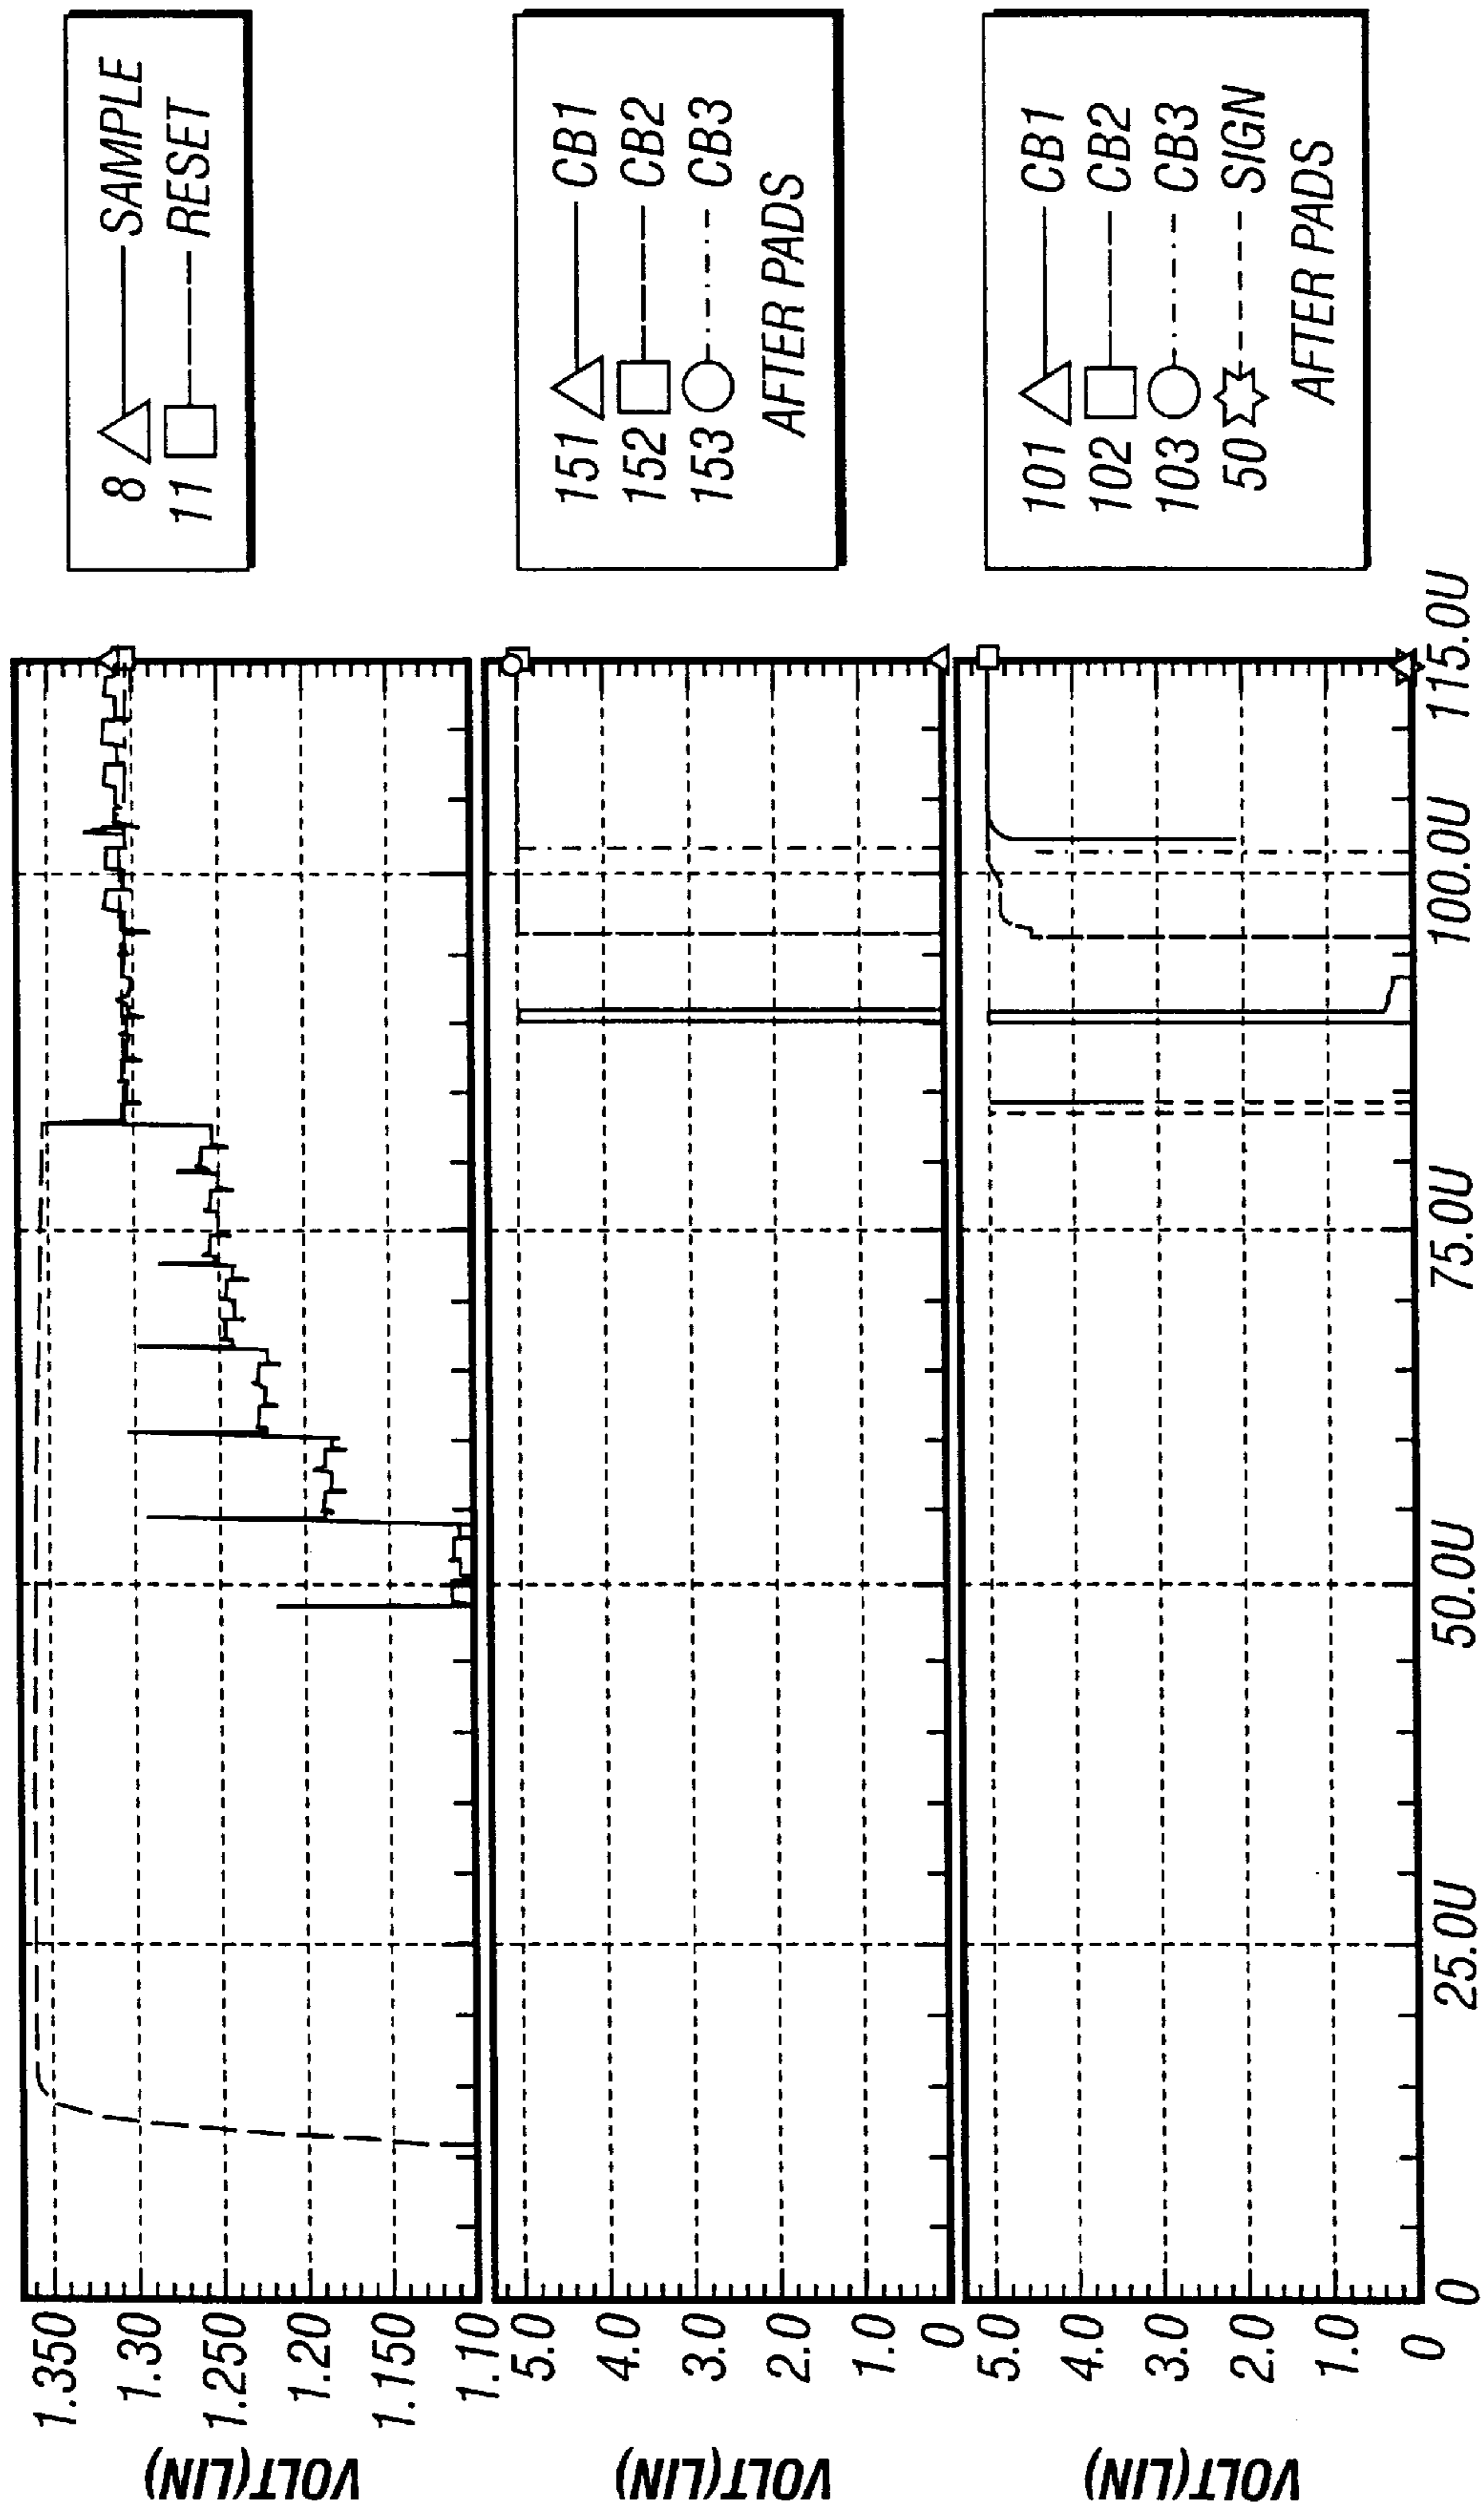 VOLT(LIN)
1.350
1.30
1.250
1.20
1.150
1.10
8 SAMPLE
11 RESET
VOLT(LIN)
5.0
4.0
3.0
2.0
1.0
0
151 CB1
152 CB2
153 CB3
AFTER PADS
VOLT(LIN)
5.0
4.0
3.0
2.0
1.0
0
101 CB1
102 CB2
103 CB3
50 SIGN
AFTER PADS
0 25.0U 50.0U 75.0U 100.0U 115.0U